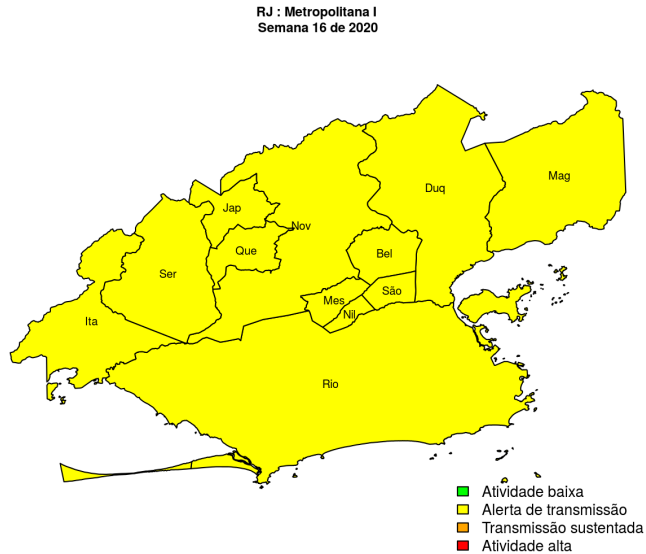 RJ : Metropolitana I
Semana 16 de 2020
Mag
Duq
Jap
Nov
Que
Bel
Ser
São
Mes
Nil
Ita
Rio
Atividade baixa
Alerta de transmissão
Transmissão sustentada
Atividade alta